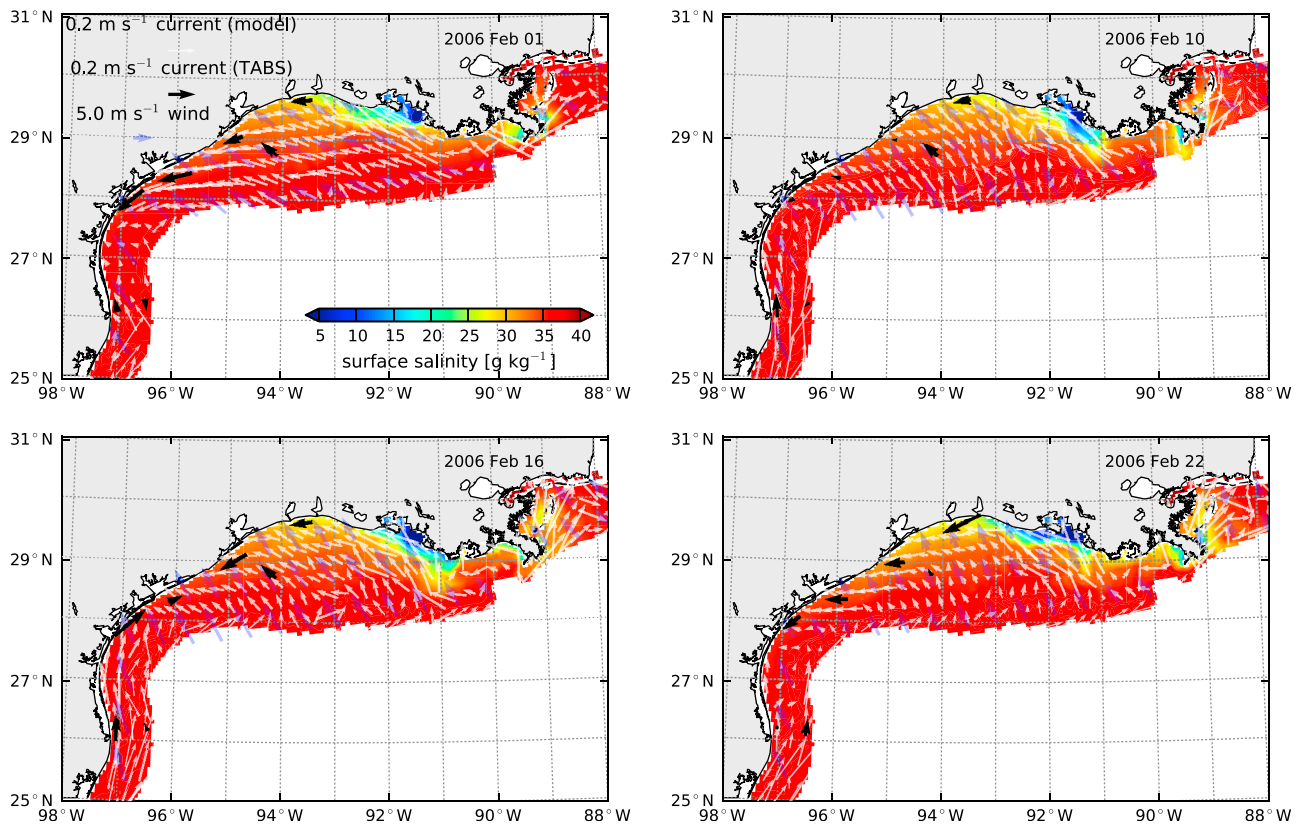 31°N
0.2 m s⁻¹ current (model)
2006 Feb 01
0.2 m s⁻¹ current (TABS)
5.0 m s⁻¹ wind
29°N
27°N
5 10 15 20 25 30 35 40
surface salinity [g kg⁻¹]
25°N
98°W 96°W 94°W 92°W 90°W 88°W
31°N
2006 Feb 10
29°N
27°N
25°N
98°W 96°W 94°W 92°W 90°W 88°W
31°N
2006 Feb 16
29°N
27°N
25°N
98°W 96°W 94°W 92°W 90°W 88°W
31°N
2006 Feb 22
29°N
27°N
25°N
98°W 96°W 94°W 92°W 90°W 88°W